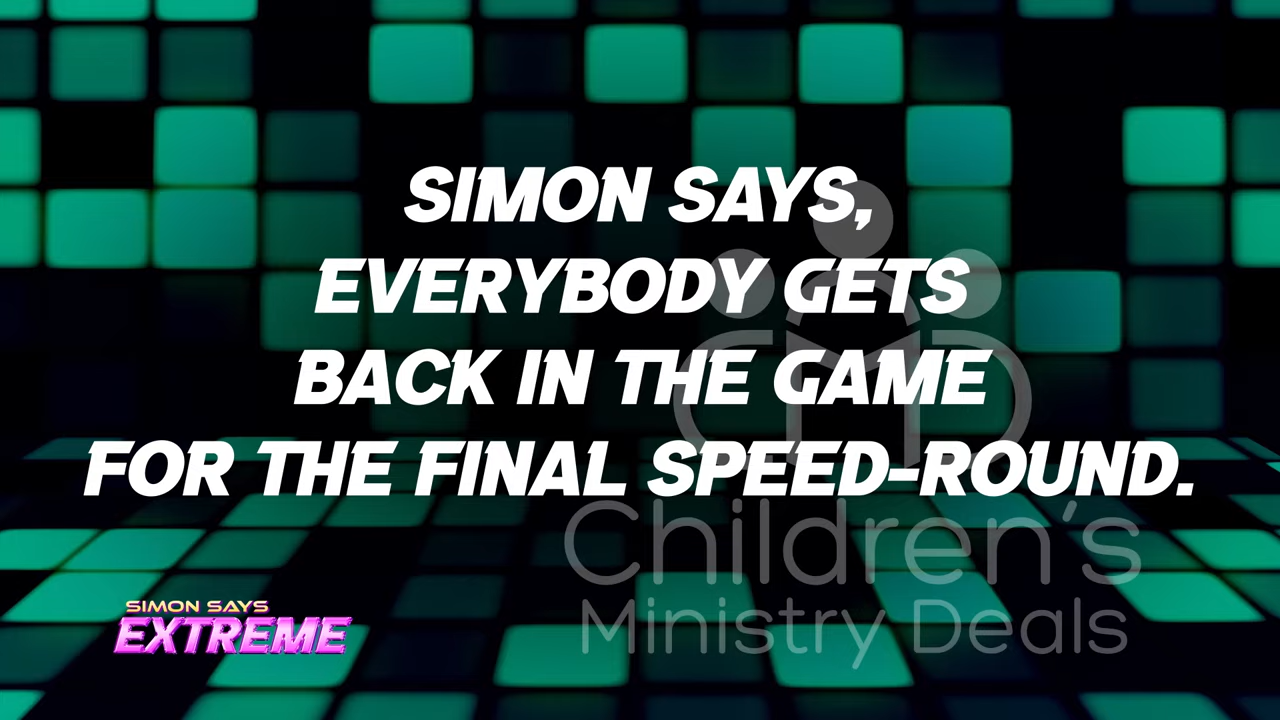 SIMON SAYS,
EVERYBODY GETS
BACK IN THE GAME
FOR THE FINAL SPEED-ROUND.
Children's
Ministry Deals
SIMON SAYS
EXTREME